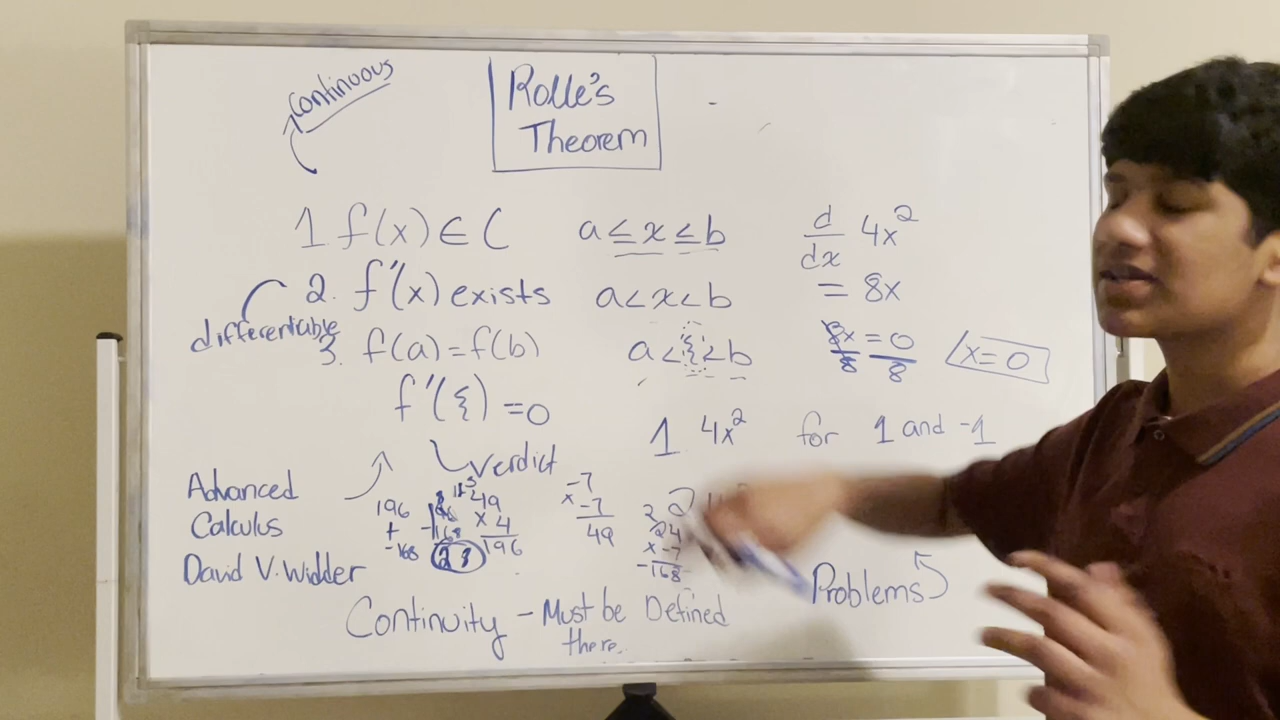 Continuous
Rolle's
Theorem
1. f(x) ∈ C a ≤ x ≤ b
2. f'(x) exists a < x < b
differentiable
3. f(a) = f(b) a < ξ < b
f'(ξ) = 0
Verdict
Advanced
Calculus
David V. Widder
d/dx 4x²
= 8x
8x = 0
8 8
x = 0
1 4x² for 1 and -1
2
196
+
-168
168
28
49
x 4
196
-7
x -7
49
24
x -7
-168
Problems
Continuity - Must be Defined
there.